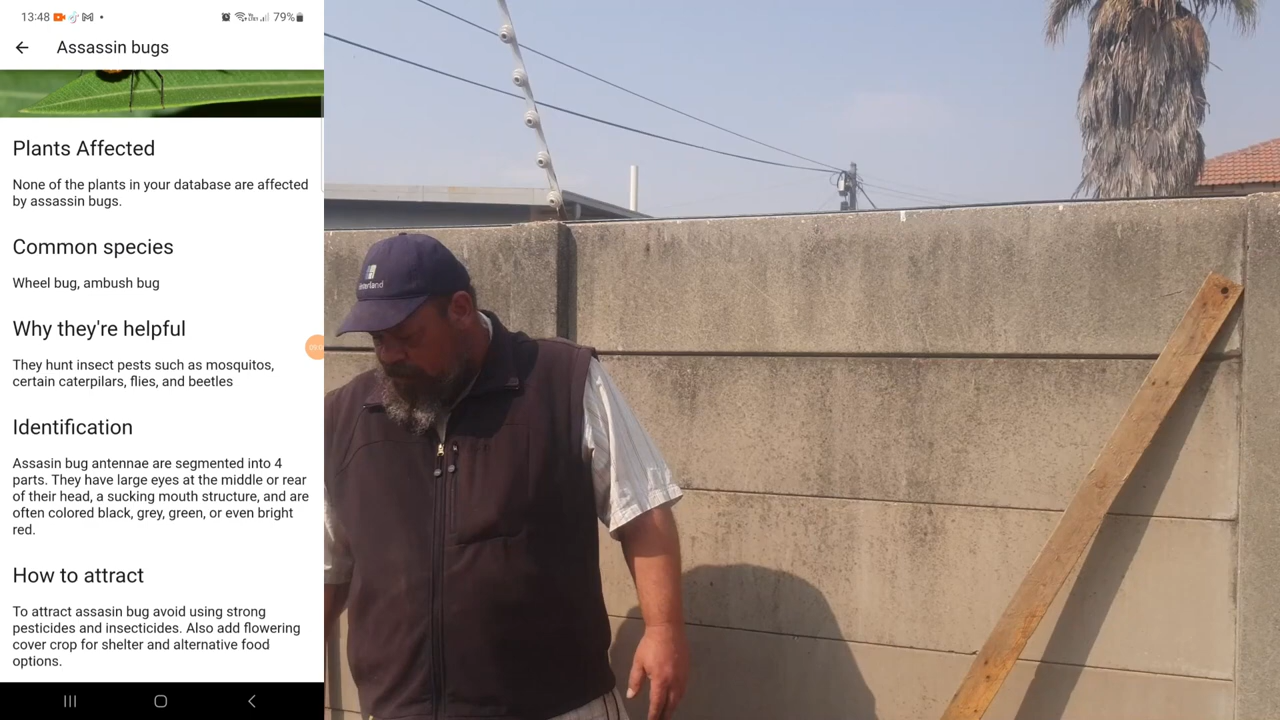 13:48
79%
Assassin bugs
Plants Affected
None of the plants in your database are affected
by assassin bugs.
Common species
Wheel bug, ambush bug
Why they're helpful
They hunt insect pests such as mosquitos,
certain caterpilars, flies, and beetles
Identification
Assasin bug antennae are segmented into 4
parts. They have large eyes at the middle or rear
of their head, a sucking mouth structure, and are
often colored black, grey, green, or even bright
red.
How to attract
To attract assasin bug avoid using strong
pesticides and insecticides. Also add flowering
cover crop for shelter and alternative food
options.